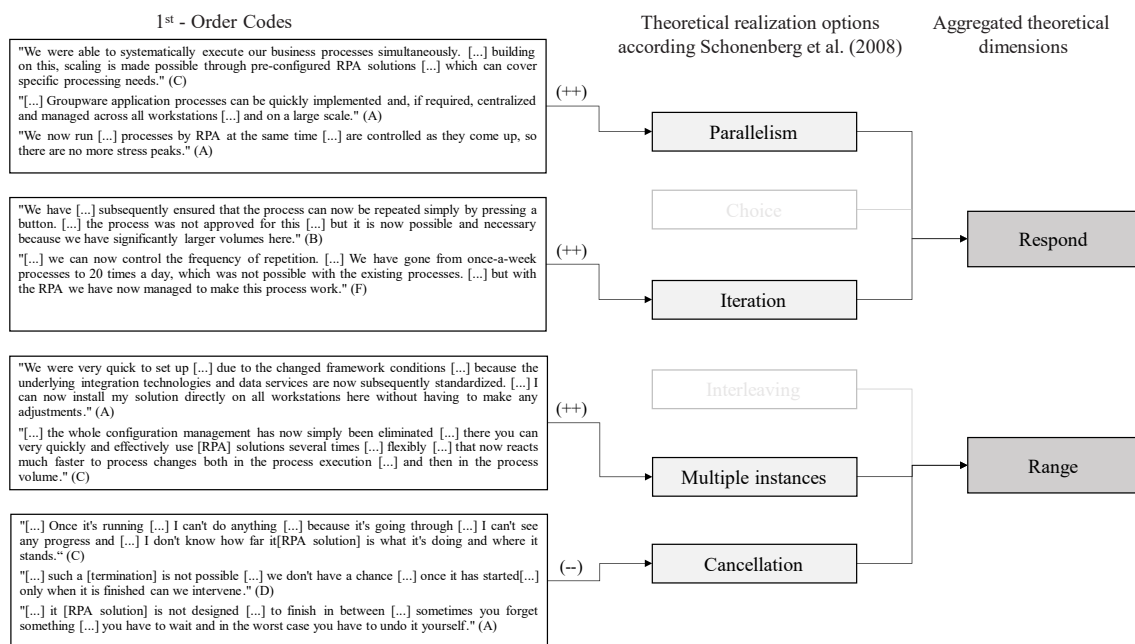 1st - Order Codes
Theoretical realization options
according Schonenberg et al. (2008)
Aggregated theoretical
dimensions
"We were able to systematically execute our business processes simultaneously. [...] building
on this, scaling is made possible through pre-configured RPA solutions [...] which can cover
specific processing needs." (C)
"[...] Groupware application processes can be quickly implemented and, if required, centralized
and managed across all workstations [...] and on a large scale." (A)
"We now run [...] processes by RPA at the same time [...] are controlled as they come up, so
there are no more stress peaks." (A)
(++)
Parallelism
Choice
"We have [...] subsequently ensured that the process can now be repeated simply by pressing a
button. [...] the process was not approved for this [...] but it is now possible and necessary
because we have significantly larger volumes here." (B)
"[...] we can now control the frequency of repetition. [...] We have gone from once-a-week
processes to 20 times a day, which was not possible with the existing processes. [...] but with
the RPA we have now managed to make this process work." (F)
(++)
Iteration
Respond
"We were very quick to set up [...] due to the changed framework conditions [...] because the
underlying integration technologies and data services are now subsequently standardized. [...] I
can now install my solution directly on all workstations here without having to make any
adjustments." (A)
"[...] the whole configuration management has now simply been eliminated [...] there you can
very quickly and effectively use [RPA] solutions several times [...] flexibly [...] that now reacts
much faster to process changes both in the process execution [...] and then in the process
volume." (C)
(++)
Interleaving
Multiple instances
Range
"[...] Once it's running [...] I can't do anything [...] because it's going through [...] I can't see
any progress and [...] I don't know how far it[RPA solution] is what it's doing and where it
stands.“ (C)
"[...] such a [termination] is not possible [...] we don't have a chance [...] once it has started[...]
only when it is finished can we intervene." (D)
"[...] it [RPA solution] is not designed [...] to finish in between [...] sometimes you forget
something [...] you have to wait and in the worst case you have to undo it yourself." (A)
(--)
Cancellation